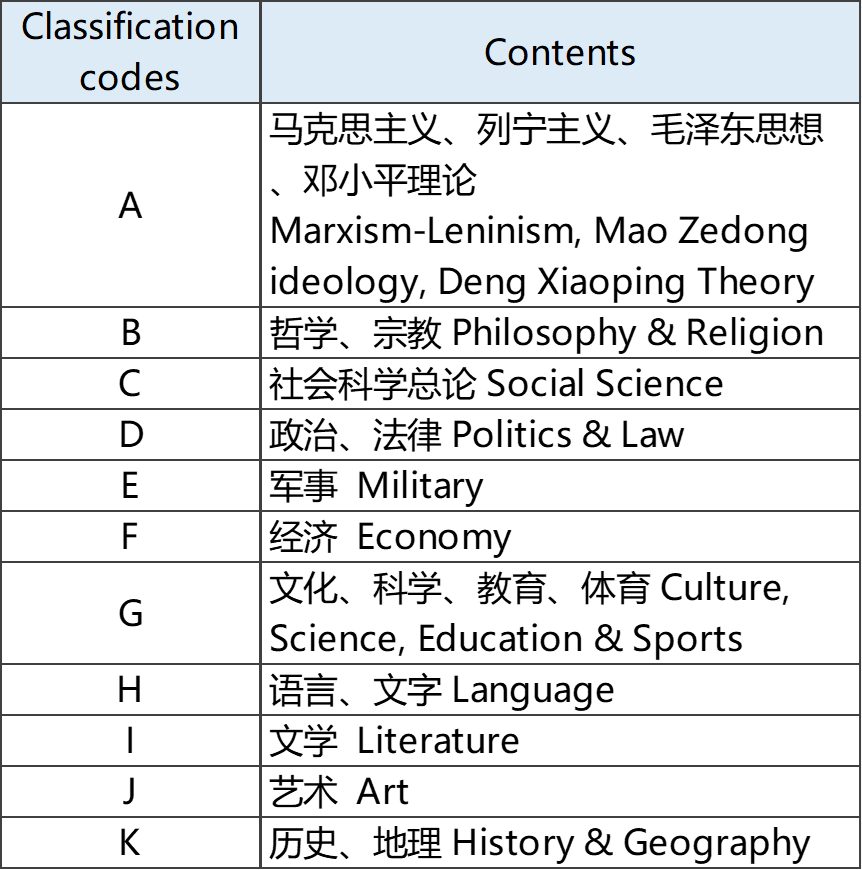 Classification
codes
Contents
A
马克思主义、列宁主义、毛泽东思想
、邓小平理论
Marxism-Leninism, Mao Zedong
ideology, Deng Xiaoping Theory
B
哲学、宗教 Philosophy & Religion
C
社会科学总论 Social Science
D
政治、法律 Politics & Law
E
军事 Military
F
经济 Economy
G
文化、科学、教育、体育 Culture,
Science, Education & Sports
H
语言、文字 Language
I
文学 Literature
J
艺术 Art
K
历史、地理 History & Geography